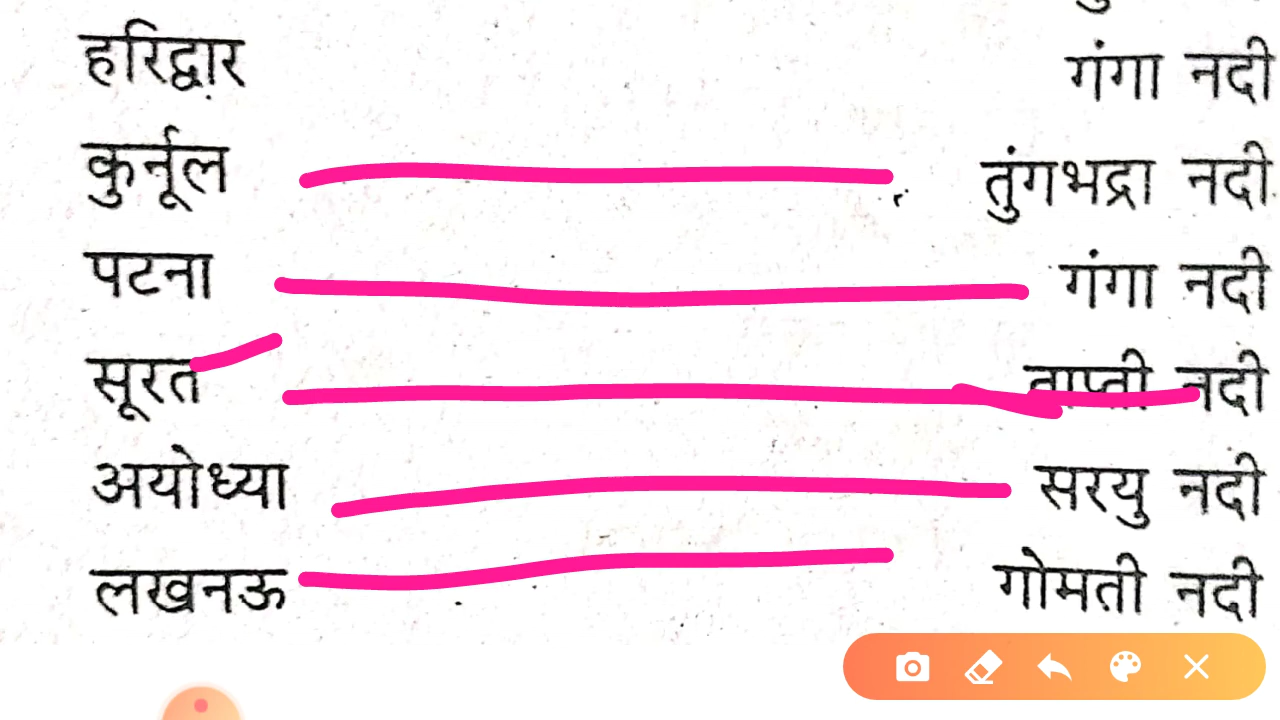 हरिद्वार गंगा नदी
कुर्नूल तुंगभद्रा नदी
पटना गंगा नदी
सूरत ताप्ती नदी
अयोध्या सरयु नदी
लखनऊ गोमती नदी